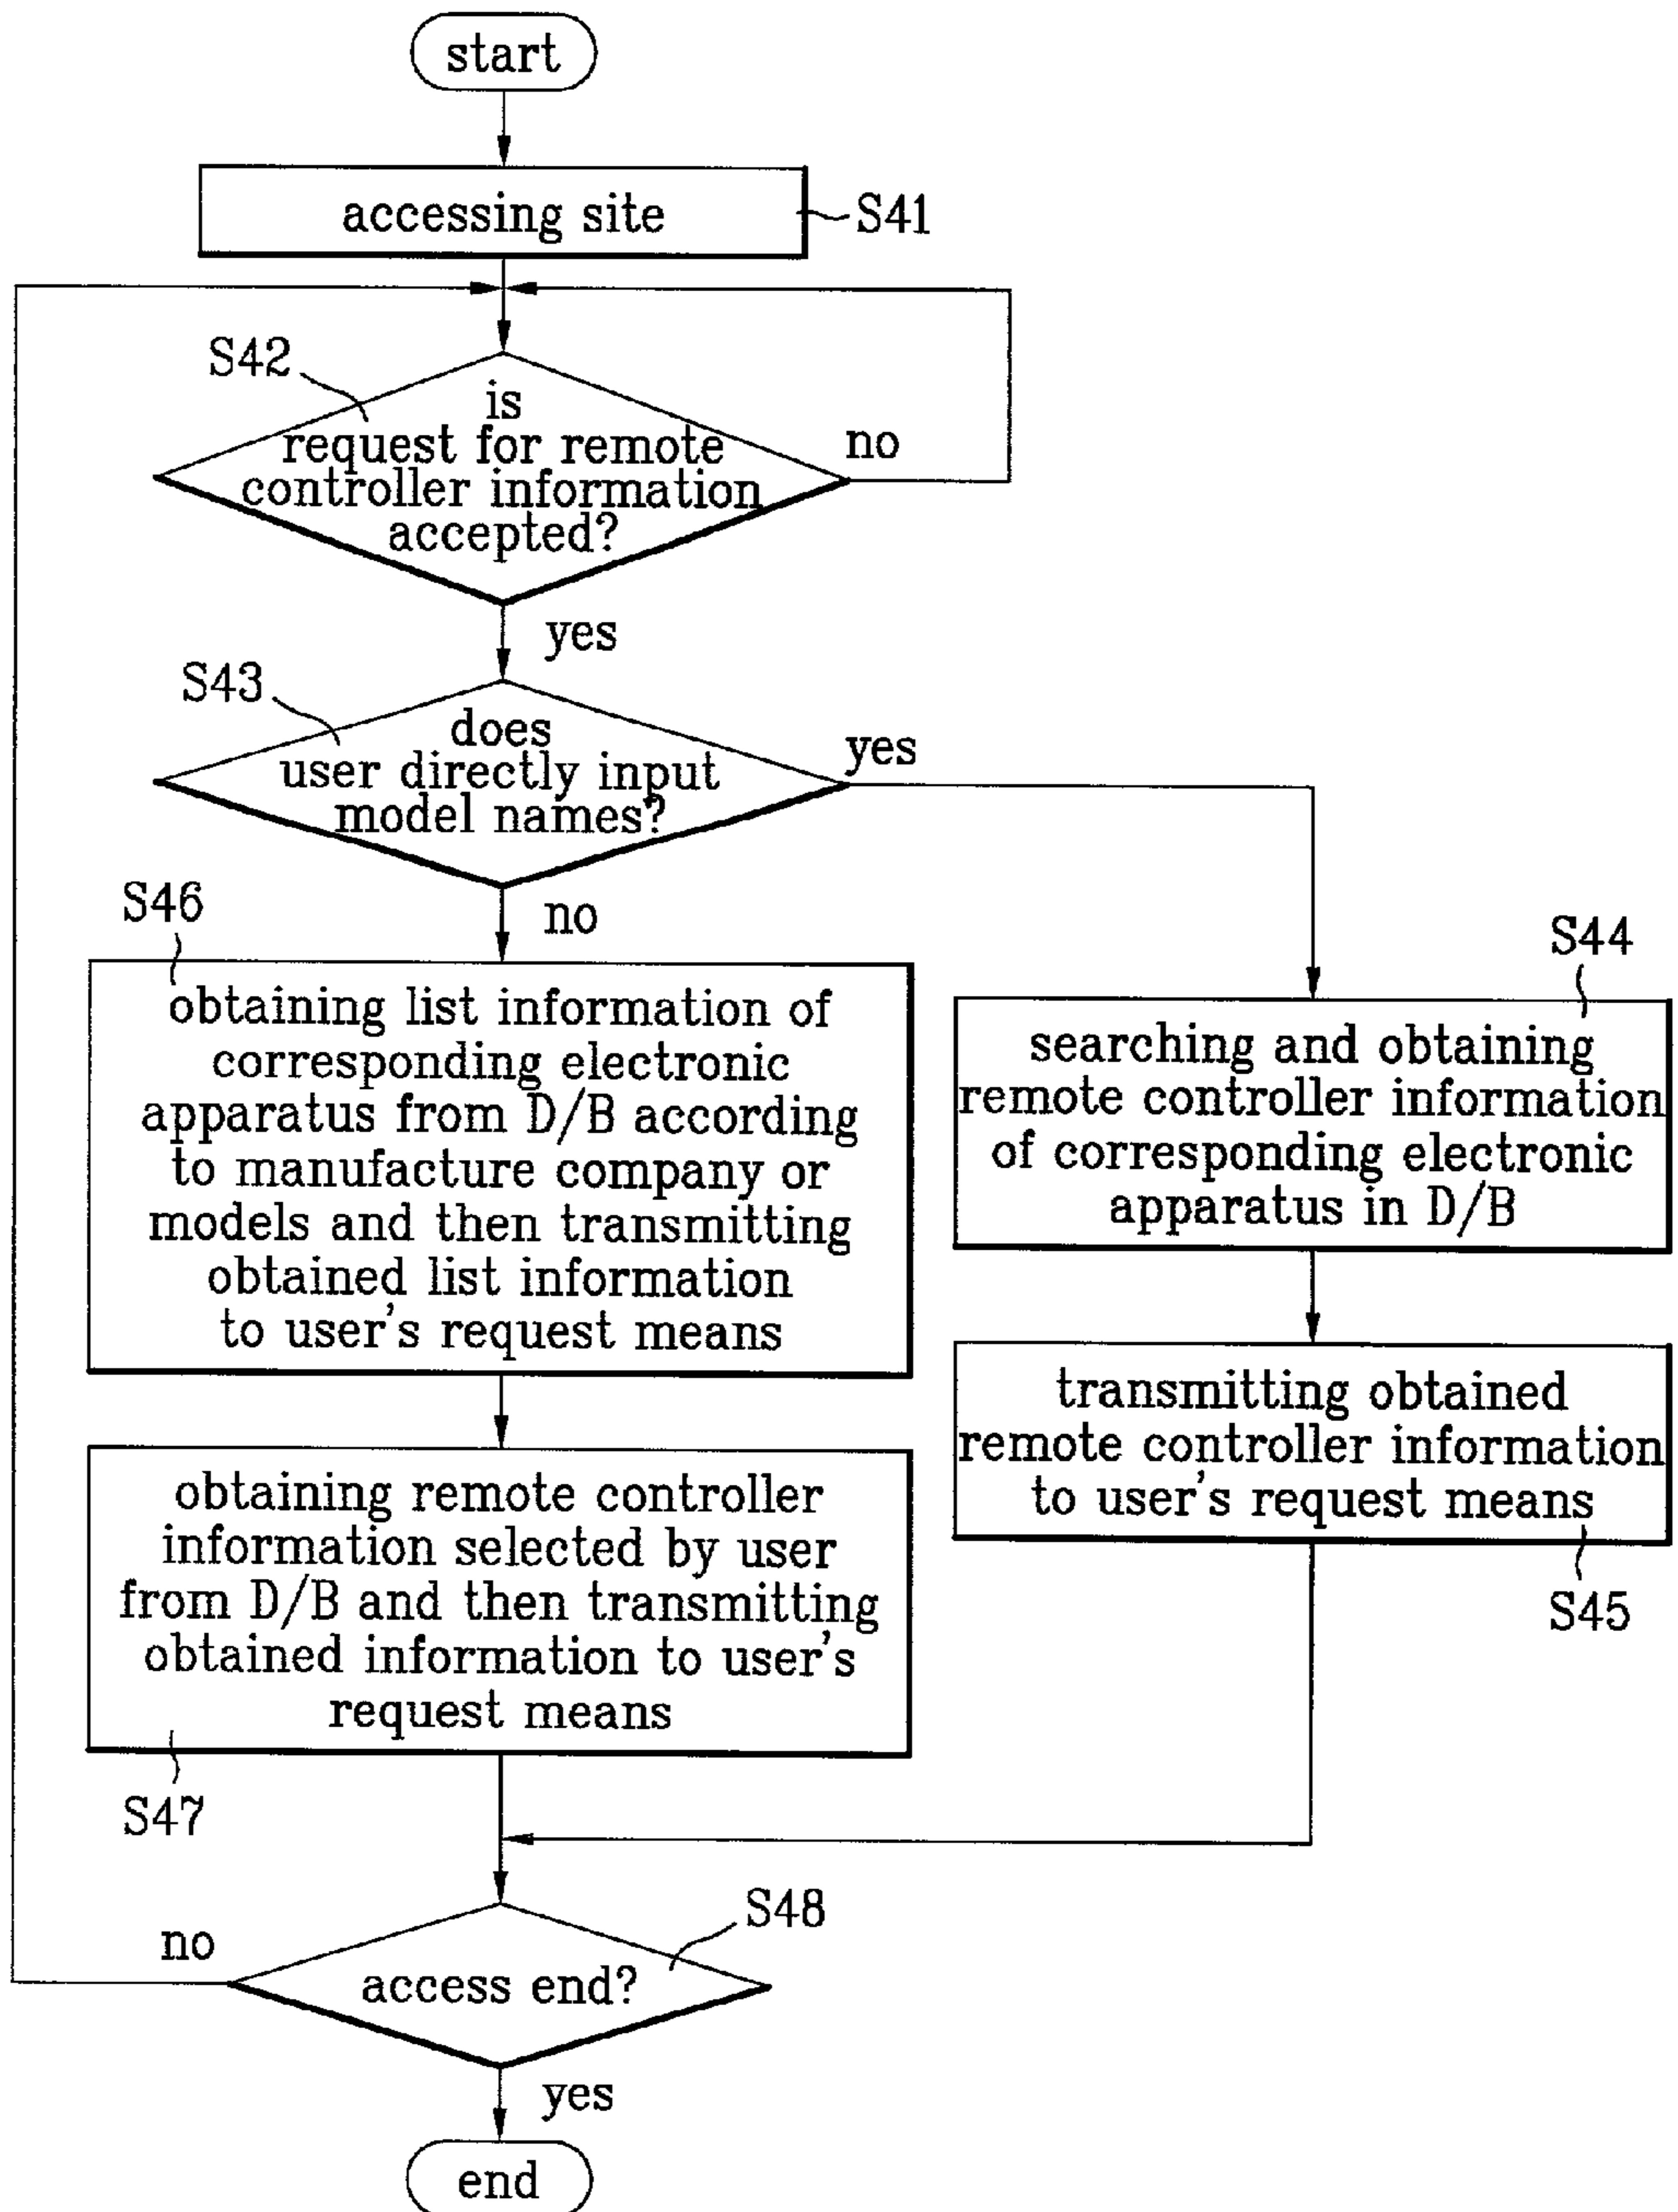 start
accessing site
S41
S42
is
request for remote
controller information
accepted?
no
yes
S43
does
user directly input
model names?
yes
no
S46
obtaining list information of
corresponding electronic
apparatus from D/B according
to manufacture company or
models and then transmitting
obtained list information
to user's request means
S44
searching and obtaining
remote controller information
of corresponding electronic
apparatus in D/B
transmitting obtained
remote controller information
to user's request means
S45
obtaining remote controller
information selected by user
from D/B and then transmitting
obtained information to user's
request means
S47
S48
access end?
no
yes
end